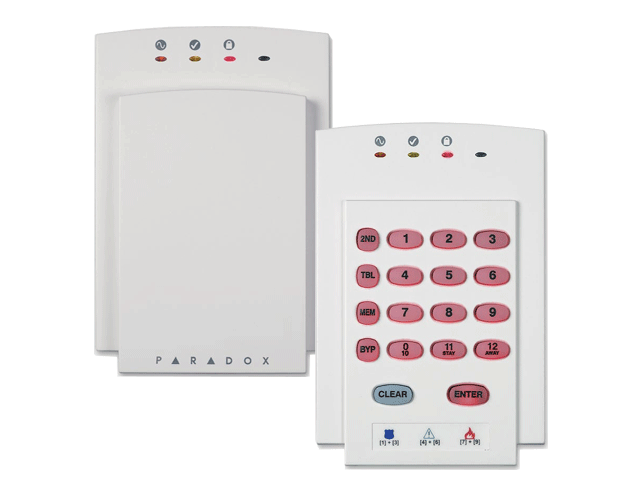 PARADOX
2ND 1 2 3
TBL 4 5 6
MEM 7 8 9
BYP 0 11 12
10 STAY AWAY
CLEAR ENTER
[1] + [3] [4] + [6] [7] + [9]